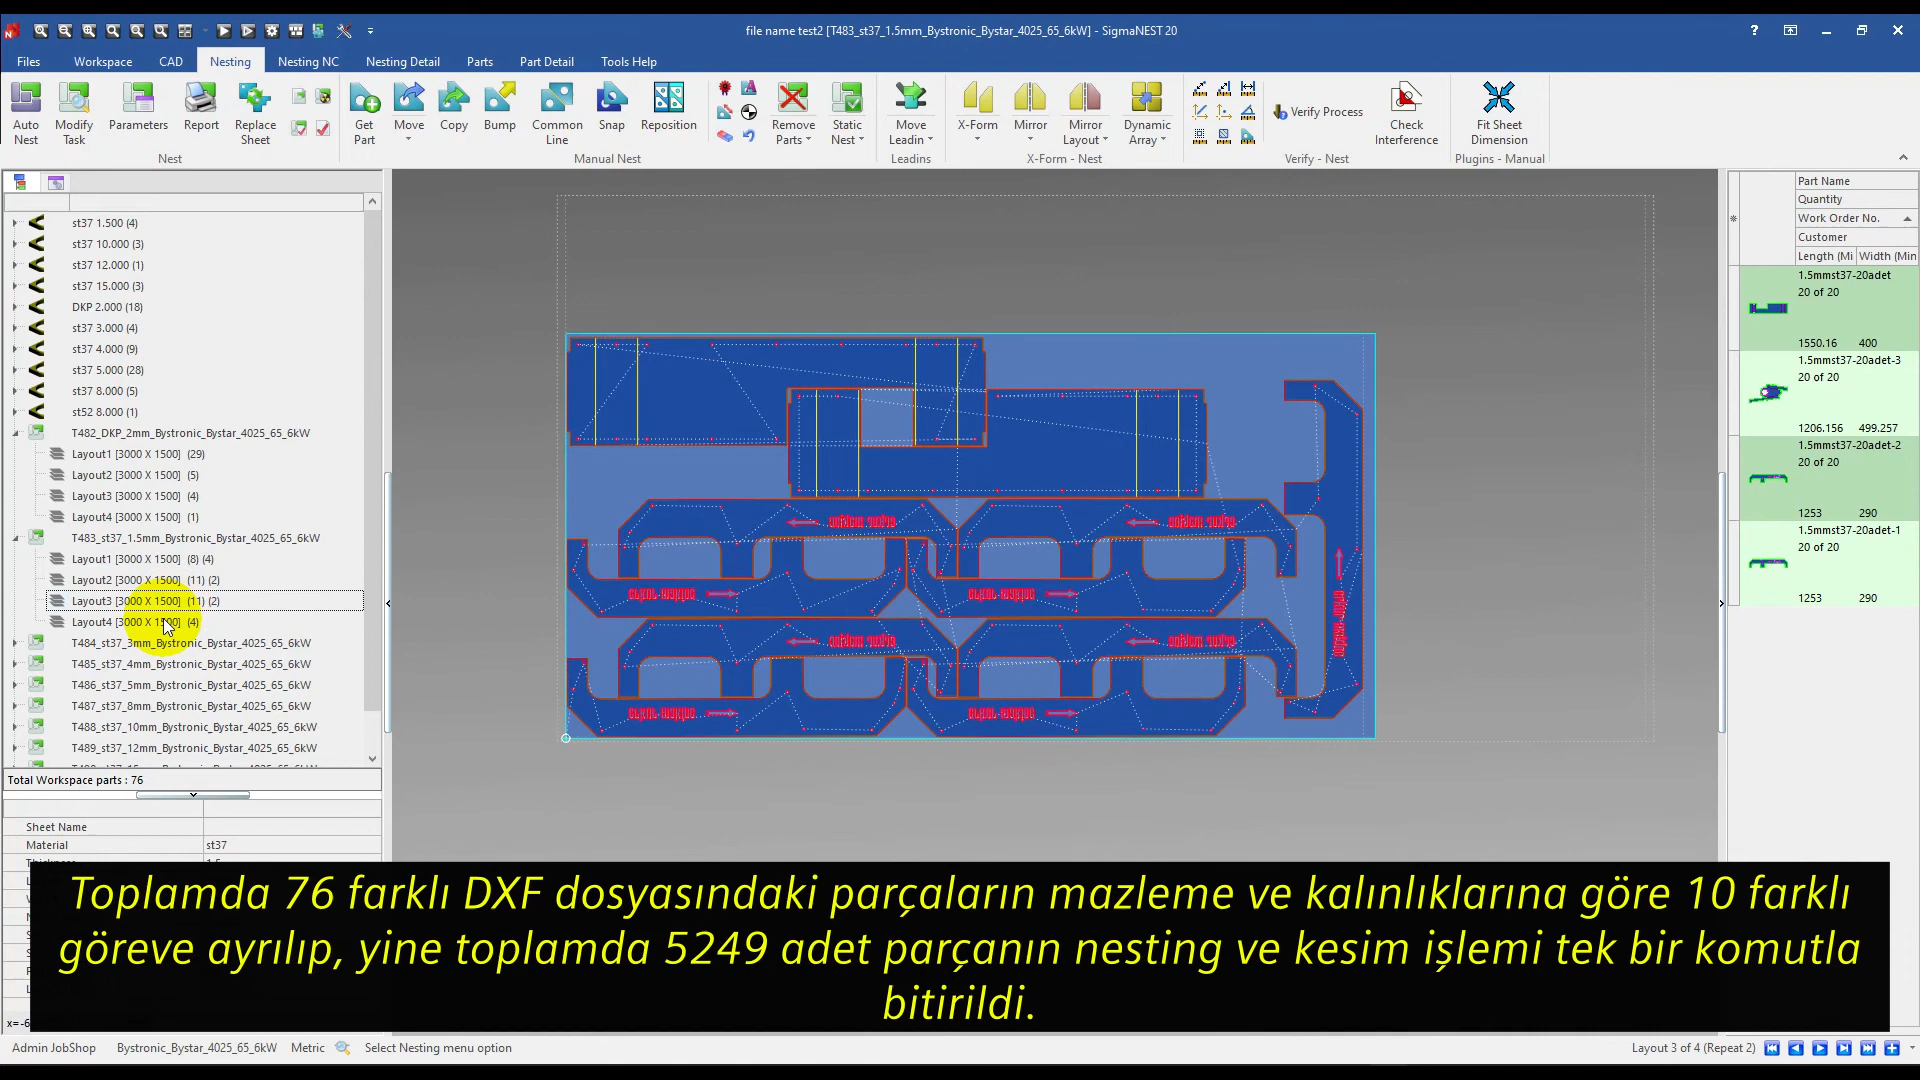 file name test2 [T483_st37_1.5mm_Bystronic_Bystar_4025_65_6kW] - SigmaNEST 20
Files Workspace CAD Nesting Nesting NC Nesting Detail Parts Part Detail Tools Help
Auto Nest
Modify Task
Parameters
Report
Replace Sheet
Get Part
Move
Copy
Bump
Common Line
Snap
Reposition
Remove Parts
Static Nest
Move Leadin
X-Form
Mirror
Mirror Layout
Dynamic Array
Verify Process
Check Interference
Fit Sheet Dimension
Nest Manual Nest Leadins X-Form - Nest Verify - Nest Plugins - Manual
st37 1.500 (4)
st37 10.000 (3)
st37 12.000 (1)
st37 15.000 (3)
DKP 2.000 (18)
st37 3.000 (4)
st37 4.000 (9)
st37 5.000 (28)
st37 8.000 (5)
st52 8.000 (1)
T482_DKP_2mm_Bystronic_Bystar_4025_65_6kW
Layout1 [3000 X 1500] (29)
Layout2 [3000 X 1500] (5)
Layout3 [3000 X 1500] (4)
Layout4 [3000 X 1500] (1)
T483_st37_1.5mm_Bystronic_Bystar_4025_65_6kW
Layout1 [3000 X 1500] (8) (4)
Layout2 [3000 X 1500] (11) (2)
Layout3 [3000 X 1500] (11) (2)
Layout4 [3000 X 1500] (4)
T484_st37_3mm_Bystronic_Bystar_4025_65_6kW
T485_st37_4mm_Bystronic_Bystar_4025_65_6kW
T486_st37_5mm_Bystronic_Bystar_4025_65_6kW
T487_st37_8mm_Bystronic_Bystar_4025_65_6kW
T488_st37_10mm_Bystronic_Bystar_4025_65_6kW
T489_st37_12mm_Bystronic_Bystar_4025_65_6kW
Total Workspace parts : 76
Sheet Name
Material st37
Part Name
Quantity
Work Order No.
Customer
Length (Mi Width (Min
1.5mmst37-20adet
20 of 20
1550.16 400
1.5mmst37-20adet-3
20 of 20
1206.156 499.257
1.5mmst37-20adet-2
20 of 20
1253 290
1.5mmst37-20adet-1
20 of 20
1253 290
Toplamda 76 farklı DXF dosyasındaki parçaların mazleme ve kalınlıklarına göre 10 farklı
göreve ayrılıp, yine toplamda 5249 adet parçanın nesting ve kesim işlemi tek bir komutla
bitirildi.
x=-6
Admin JobShop Bystronic_Bystar_4025_65_6kW Metric Select Nesting menu option Layout 3 of 4 (Repeat 2)